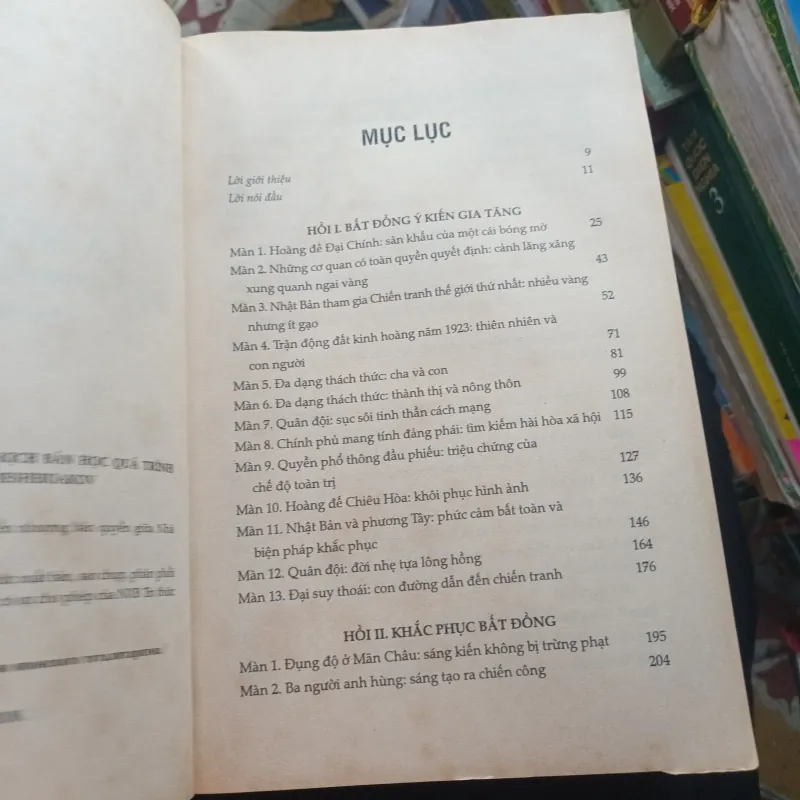 MỤC LỤC
Lời giới thiệu 9
Lời nói đầu 11
HỒI I. BẤT ĐỒNG Ý KIẾN GIA TĂNG
Màn 1. Hoàng đế Đại Chính: sân khấu của một cái bóng mờ 25
Màn 2. Những cơ quan có toàn quyền quyết định: cảnh lăng xăng
xung quanh ngai vàng 43
Màn 3. Nhật Bản tham gia Chiến tranh thế giới thứ nhất: nhiều vàng
nhưng ít gạo 52
Màn 4. Trận động đất kinh hoàng năm 1923: thiên nhiên và
con người 71
Màn 5. Đa dạng thách thức: cha và con 81
Màn 6. Đa dạng thách thức: thành thị và nông thôn 99
Màn 7. Quân đội: sục sôi tinh thần cách mạng 108
Màn 8. Chính phủ mang tính đảng phái: tìm kiếm hài hòa xã hội 115
Màn 9. Quyền phổ thông đầu phiếu: triệu chứng của
chế độ toàn trị 127
Màn 10. Hoàng đế Chiêu Hòa: khôi phục hình ảnh 136
Màn 11. Nhật Bản và phương Tây: phức cảm bất toàn và
biện pháp khắc phục 146
Màn 12. Quân đội: đời nhẹ tựa lông hồng 164
Màn 13. Đại suy thoái: con đường dẫn đến chiến tranh 176
HỒI II. KHẮC PHỤC BẤT ĐỒNG
Màn 1. Đụng độ ở Mãn Châu: sáng kiến không bị trừng phạt 195
Màn 2. Ba người anh hùng: sáng tạo ra chiến công 204
3